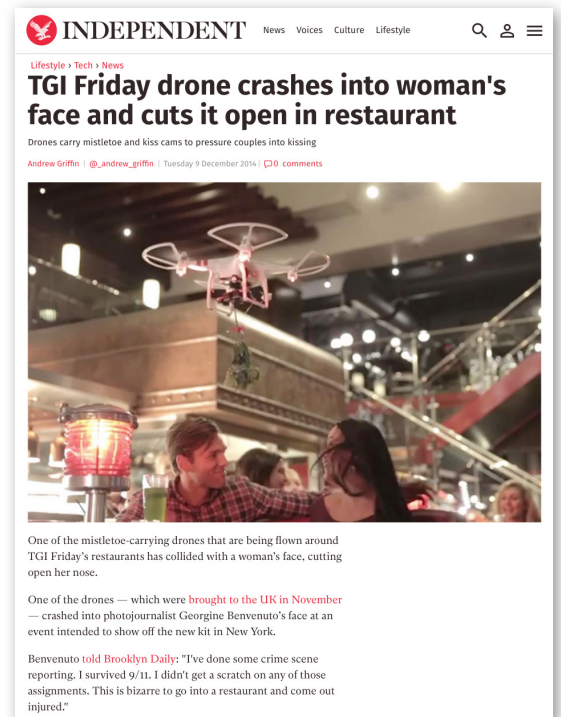 INDEPENDENT
News Voices Culture Lifestyle
Lifestyle › Tech › News
TGI Friday drone crashes into woman's
face and cuts it open in restaurant
Drones carry mistletoe and kiss cams to pressure couples into kissing
Andrew Griffin | @_andrew_griffin | Tuesday 9 December 2014 | 0 comments
One of the mistletoe-carrying drones that are being flown around
TGI Friday's restaurants has collided with a woman's face, cutting
open her nose.
One of the drones — which were brought to the UK in November
— crashed into photojournalist Georgine Benvenuto's face at an
event intended to show off the new kit in New York.
Benvenuto told Brooklyn Daily: "I've done some crime scene
reporting. I survived 9/11. I didn't get a scratch on any of those
assignments. This is bizarre to go into a restaurant and come out
injured."